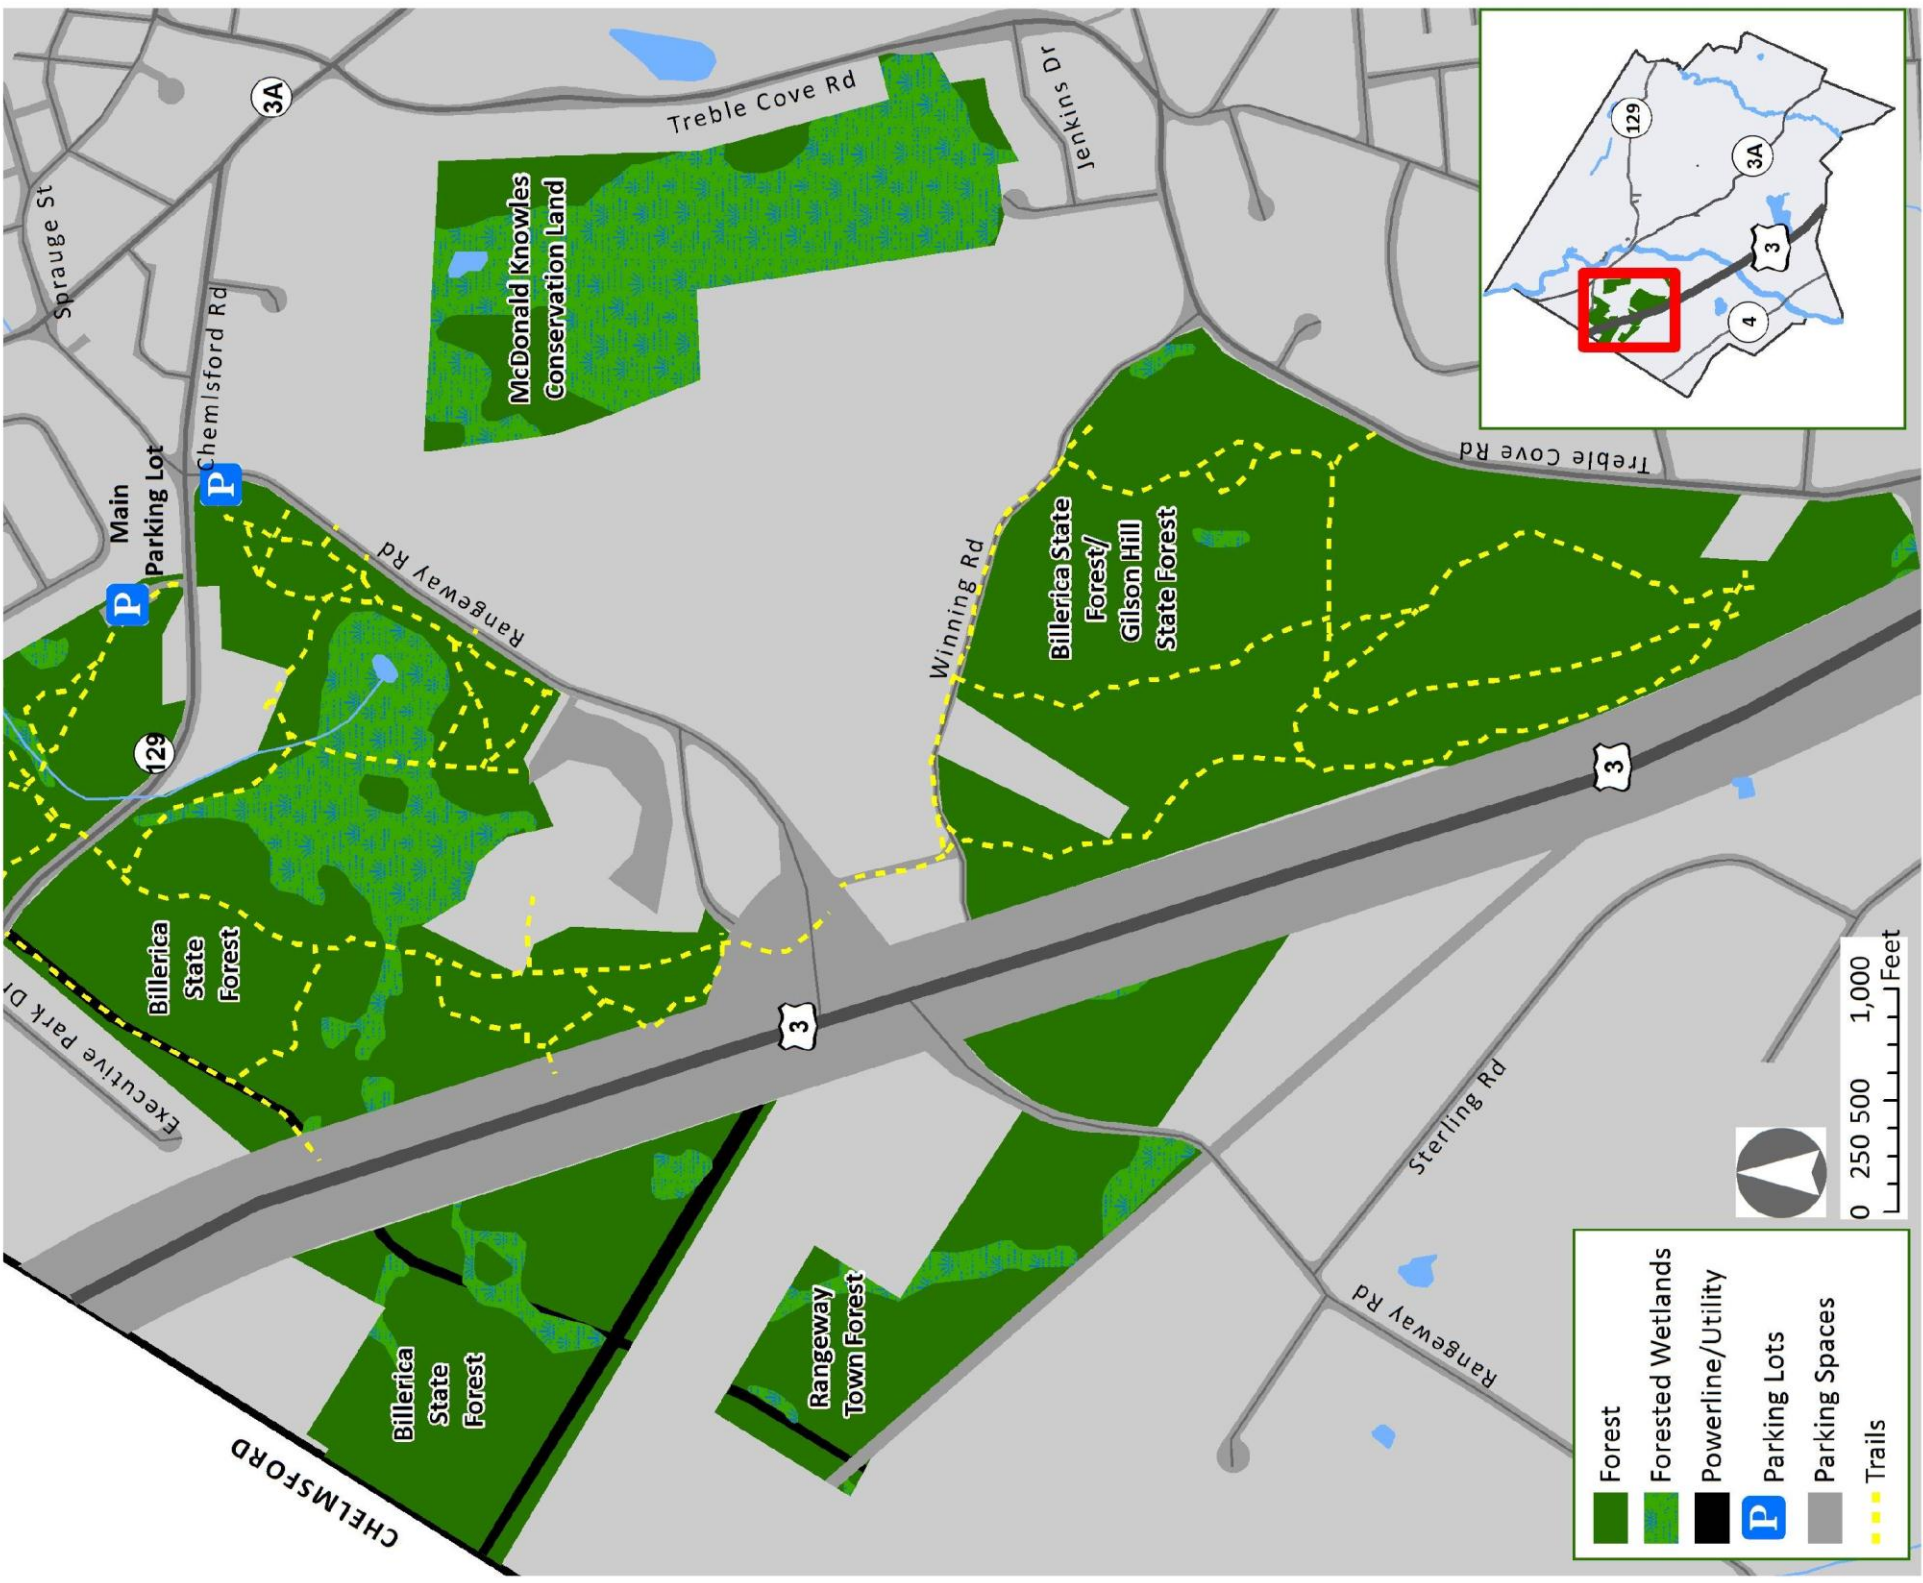 CHELMSFORD
Executive Park Dr
Billerica
State
Forest
129
Main
Parking Lot
P
Sprauge St
Chemlsford Rd
P
3A
Billerica
State
Forest
Rangeway Rd
McDonald Knowles
Conservation Land
Treble Cove Rd
3
Rangeway
Town Forest
Winning Rd
Billerica State
Forest/
Gilson Hill
State Forest
Jenkins Dr
Rangeway Rd
Sterling Rd
3
Treble Cove Rd
129
3A
3
4
Forest
Forested Wetlands
Powerline/Utility
P Parking Lots
Parking Spaces
Trails
0 250 500 1,000
Feet